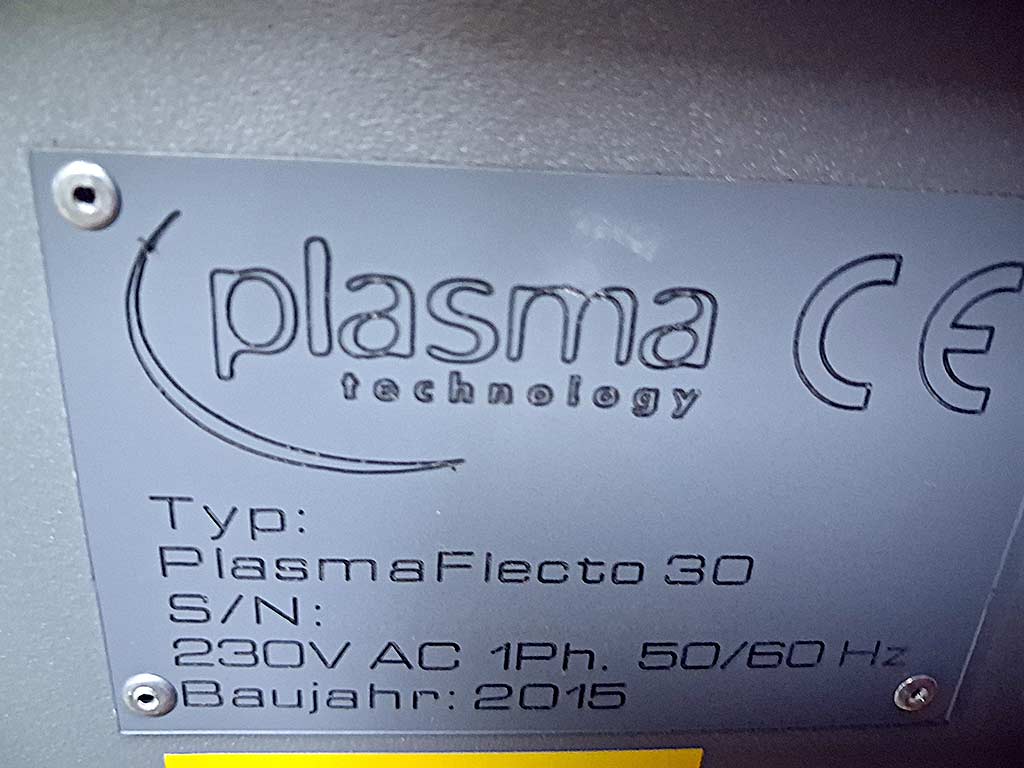 plasma CE
technology
Typ:
PlasmaFlecto 30
S/N:
230V AC 1Ph. 50/60 Hz
Baujahr: 2015